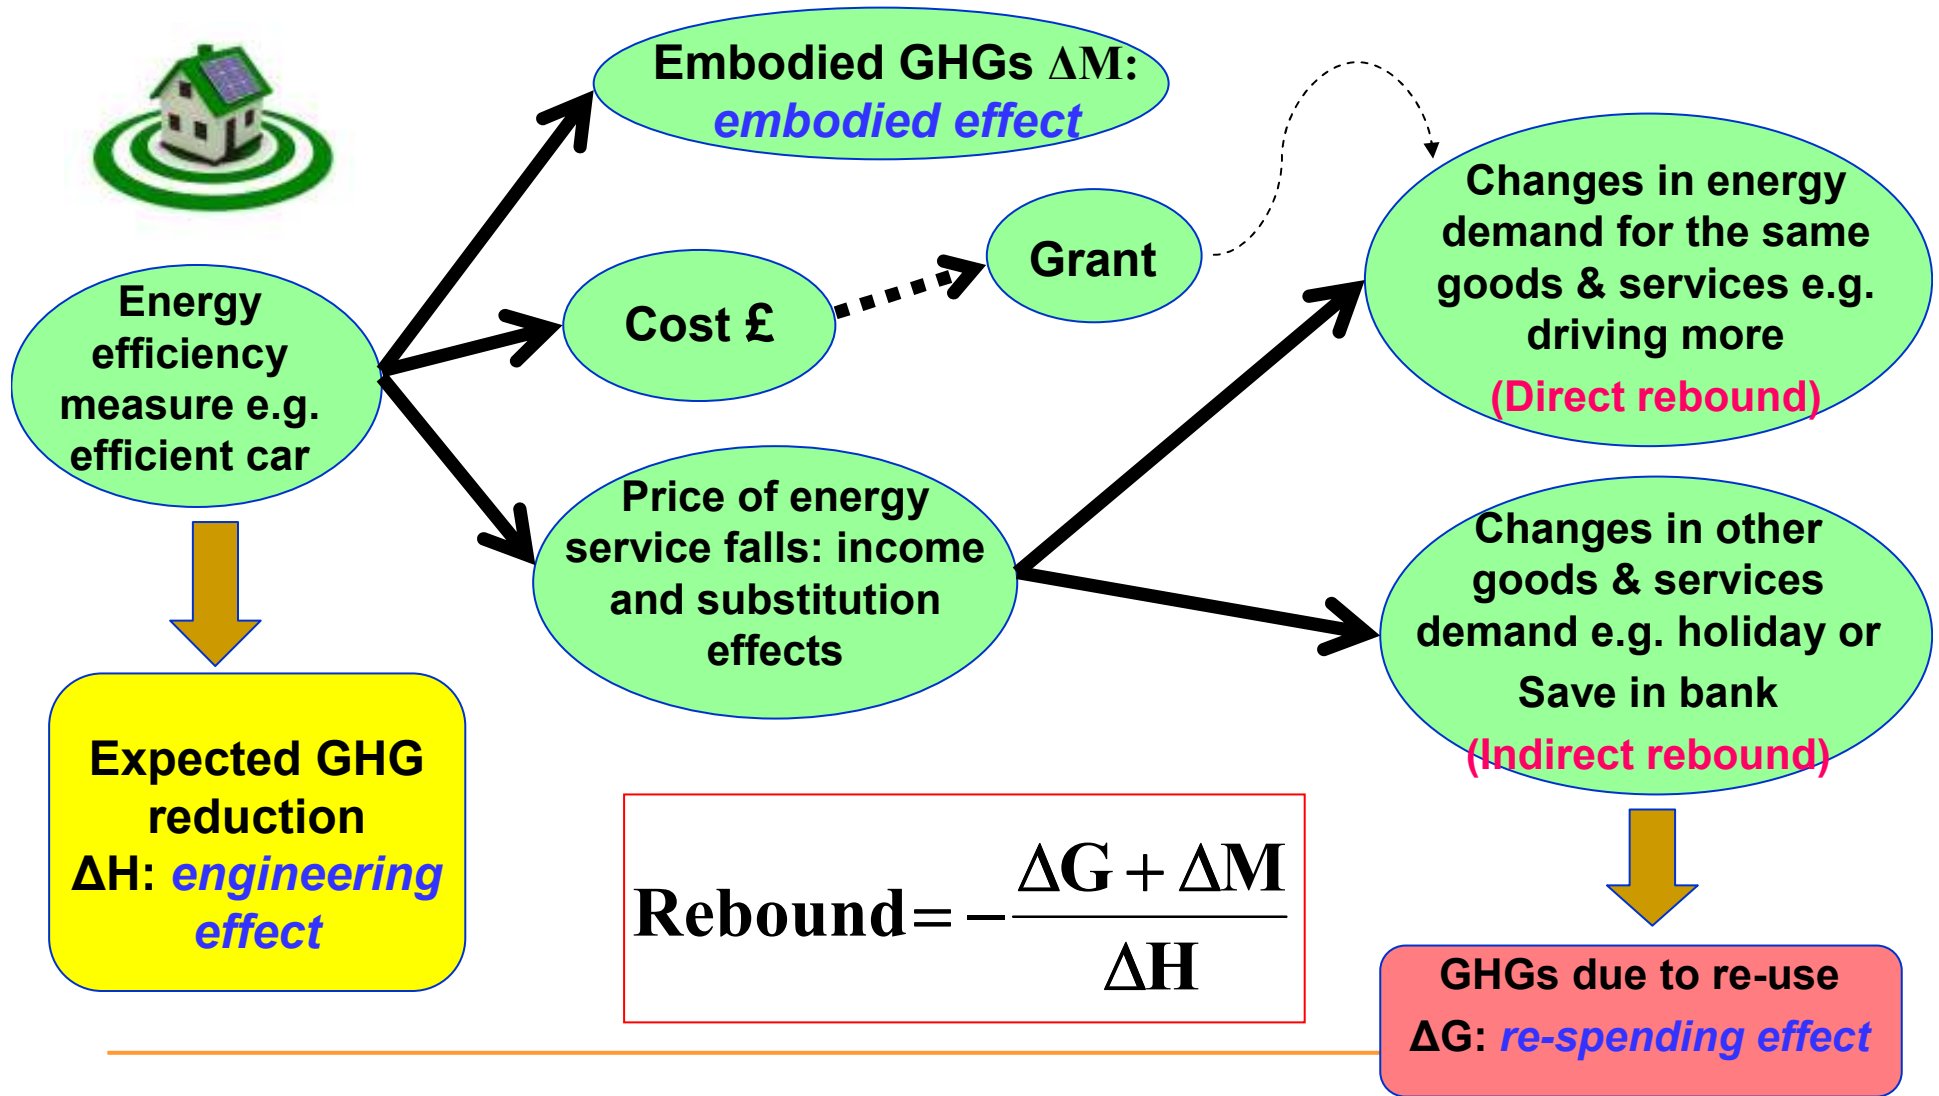 Embodied GHGs ΔM:
embodied effect
Energy
efficiency
measure e.g.
efficient car
Cost £
Grant
Changes in energy
demand for the same
goods & services e.g.
driving more
(Direct rebound)
Price of energy
service falls: income
and substitution
effects
Changes in other
goods & services
demand e.g. holiday or
Save in bank
(Indirect rebound)
Expected GHG
reduction
ΔH: engineering
effect
Rebound = − (ΔG + ΔM) / ΔH
GHGs due to re-use
ΔG: re-spending effect